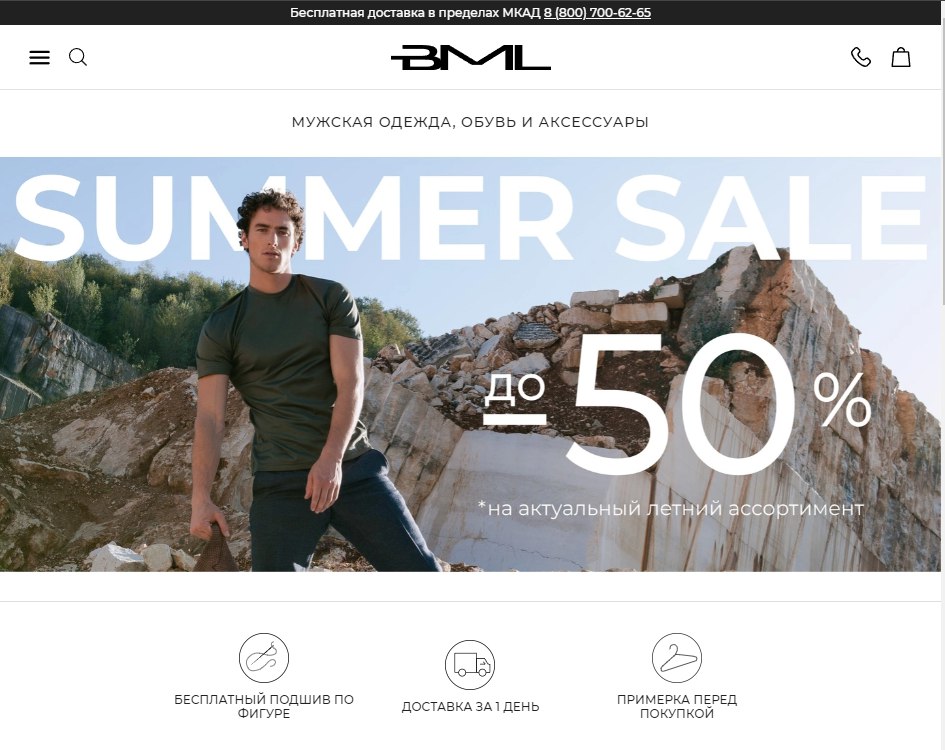 Бесплатная доставка в пределах МКАД 8 (800) 700-62-65
BML
МУЖСКАЯ ОДЕЖДА, ОБУВЬ И АКСЕССУАРЫ
SUMMER SALE
до
–50%
*на актуальный летний ассортимент
БЕСПЛАТНЫЙ ПОДШИВ ПО
ФИГУРЕ
ДОСТАВКА ЗА 1 ДЕНЬ
ПРИМЕРКА ПЕРЕД
ПОКУПКОЙ